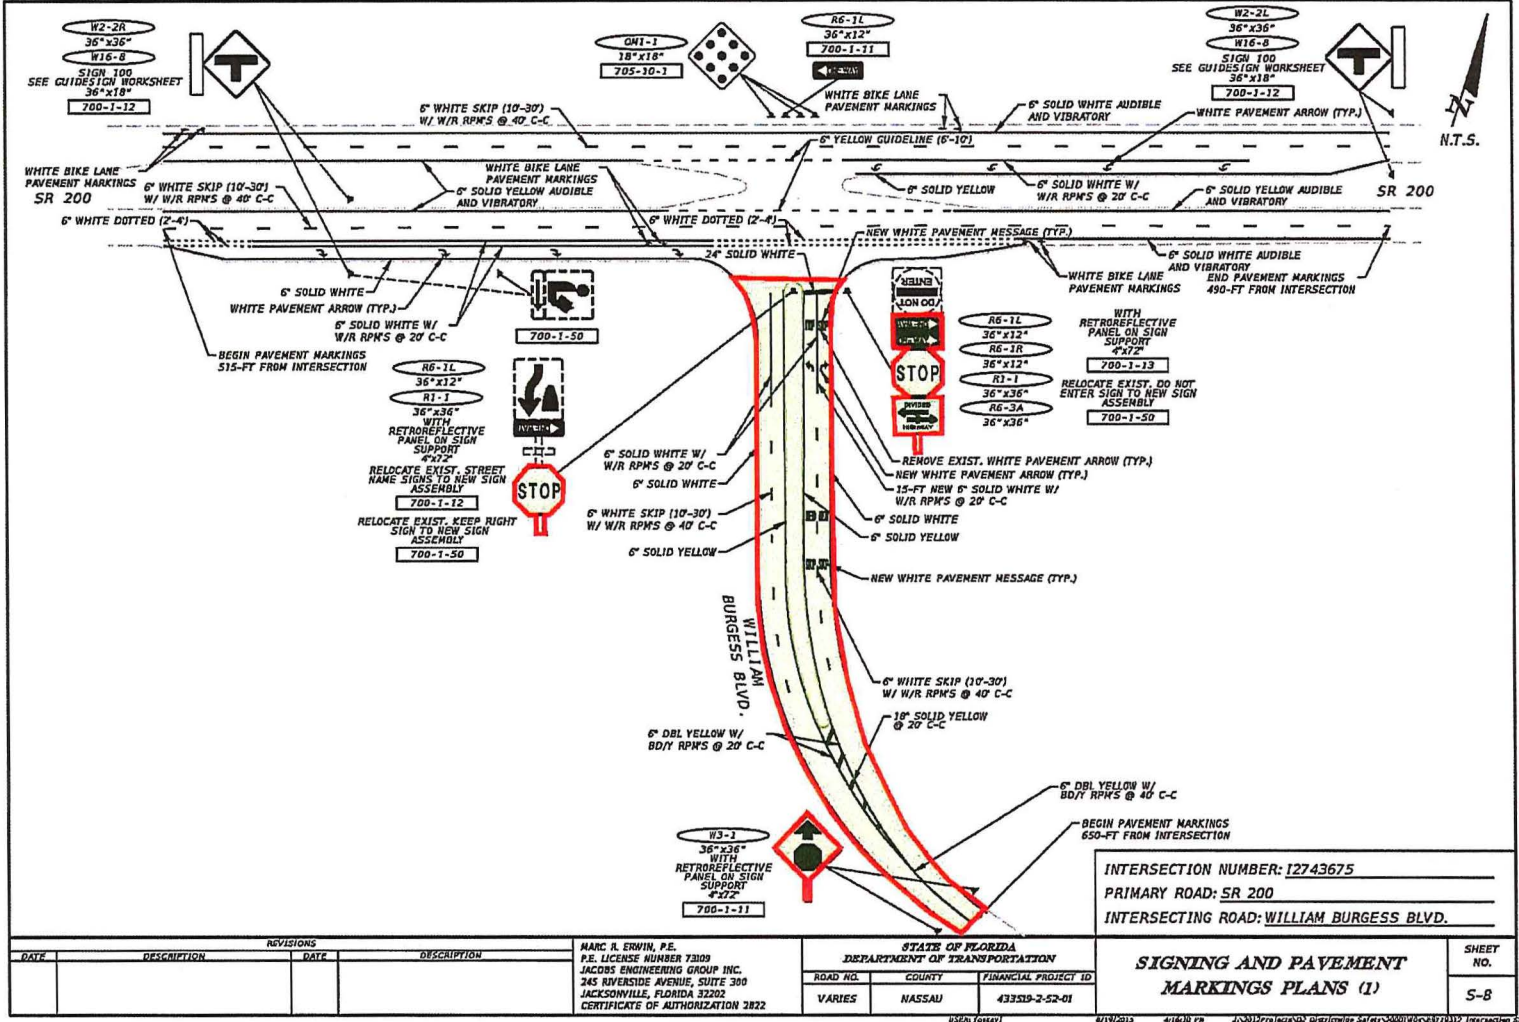 W2-2R
36"x36"
W16-8
SIGN 100
SEE GUIDESIGN WORKSHEET
36"x18"
700-1-12
OM1-1
18"x18"
705-10-1
R6-1L
36"x12"
700-1-11
ONE WAY
W2-2L
36"x36"
W16-8
SIGN 100
SEE GUIDESIGN WORKSHEET
36"x18"
700-1-12
N
N.T.S.
6" WHITE SKIP (10'-30')
W/ W/R RPM'S @ 40' C-C
WHITE BIKE LANE
PAVEMENT MARKINGS
6" SOLID WHITE AUDIBLE
AND VIBRATORY
WHITE PAVEMENT ARROW (TYP.)
6" YELLOW GUIDELINE (6'-10')
WHITE BIKE LANE
PAVEMENT MARKINGS
SR 200
6" WHITE SKIP (10'-30')
W/ W/R RPM'S @ 40' C-C
WHITE BIKE LANE
PAVEMENT MARKINGS
6" SOLID YELLOW AUDIBLE
AND VIBRATORY
6" SOLID YELLOW
6" SOLID WHITE W/
W/R RPM'S @ 20' C-C
6" SOLID YELLOW AUDIBLE
AND VIBRATORY
SR 200
6" WHITE DOTTED (2'-4')
6" WHITE DOTTED (2'-4')
NEW WHITE PAVEMENT MESSAGE (TYP.)
24" SOLID WHITE
6" SOLID WHITE AUDIBLE
AND VIBRATORY
WHITE BIKE LANE
PAVEMENT MARKINGS
END PAVEMENT MARKINGS
490-FT FROM INTERSECTION
6" SOLID WHITE
WHITE PAVEMENT ARROW (TYP.)
6" SOLID WHITE W/
W/R RPM'S @ 20' C-C
BEGIN PAVEMENT MARKINGS
515-FT FROM INTERSECTION
700-1-50
DO NOT
ENTER
ONE WAY
STOP
DIVIDED
HIGHWAY
R6-1L
36"x12"
R6-1R
36"x12"
R1-1
36"x36"
R6-3A
36"x36"
WITH
RETROREFLECTIVE
PANEL ON SIGN
SUPPORT
4"x72"
700-1-13
RELOCATE EXIST. DO NOT
ENTER SIGN TO NEW SIGN
ASSEMBLY
700-1-50
R6-1L
36"x12"
R1-1
36"x36"
WITH
RETROREFLECTIVE
PANEL ON SIGN
SUPPORT
4"x72"
RELOCATE EXIST. STREET
NAME SIGNS TO NEW SIGN
ASSEMBLY
700-1-12
RELOCATE EXIST. KEEP RIGHT
SIGN TO NEW SIGN
ASSEMBLY
700-1-50
ONE WAY
STOP
6" SOLID WHITE W/
W/R RPM'S @ 20' C-C
6" SOLID WHITE
6" WHITE SKIP (10'-30')
W/ W/R RPM'S @ 40' C-C
6" SOLID YELLOW
REMOVE EXIST. WHITE PAVEMENT ARROW (TYP.)
NEW WHITE PAVEMENT ARROW (TYP.)
15-FT NEW 6" SOLID WHITE W/
W/R RPM'S @ 20' C-C
6" SOLID WHITE
6" SOLID YELLOW
NEW WHITE PAVEMENT MESSAGE (TYP.)
WILLIAM
BURGESS BLVD.
6" WHITE SKIP (10'-30')
W/ W/R RPM'S @ 40' C-C
18" SOLID YELLOW
@ 20' C-C
6" DBL YELLOW W/
BD/Y RPM'S @ 20' C-C
6" DBL YELLOW W/
BD/Y RPM'S @ 40' C-C
BEGIN PAVEMENT MARKINGS
650-FT FROM INTERSECTION
W3-1
36"x36"
WITH
RETROREFLECTIVE
PANEL ON SIGN
SUPPORT
4"x72"
700-1-11
INTERSECTION NUMBER: 12743675
PRIMARY ROAD: SR 200
INTERSECTING ROAD: WILLIAM BURGESS BLVD.
REVISIONS
DATE DESCRIPTION DATE DESCRIPTION
MARC R. ERWIN, P.E.
P.E. LICENSE NUMBER 73109
JACOBS ENGINEERING GROUP INC.
245 RIVERSIDE AVENUE, SUITE 300
JACKSONVILLE, FLORIDA 32202
CERTIFICATE OF AUTHORIZATION 2822
STATE OF FLORIDA
DEPARTMENT OF TRANSPORTATION
ROAD NO. COUNTY FINANCIAL PROJECT ID
VARIES NASSAU 433519-2-52-01
SIGNING AND PAVEMENT
MARKINGS PLANS (1)
SHEET
NO.
S-8